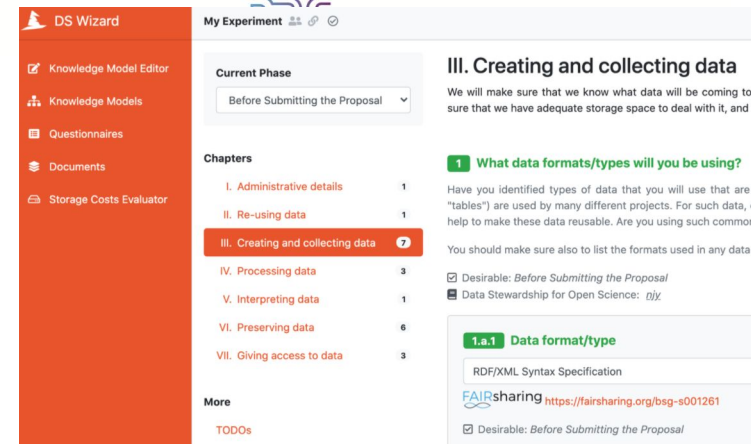 DS Wizard
Knowledge Model Editor
Knowledge Models
Questionnaires
Documents
Storage Costs Evaluator
My Experiment
Current Phase
Before Submitting the Proposal
Chapters
I. Administrative details 1
II. Re-using data 1
III. Creating and collecting data 7
IV. Processing data 3
V. Interpreting data 1
VI. Preserving data 6
VII. Giving access to data 3
More
TODOs
III. Creating and collecting data
We will make sure that we know what data will be coming to
sure that we have adequate storage space to deal with it, and
1 What data formats/types will you be using?
Have you identified types of data that you will use that are
"tables") are used by many different projects. For such data,
help to make these data reusable. Are you using such common
You should make sure also to list the formats used in any data
Desirable: Before Submitting the Proposal
Data Stewardship for Open Science: njy
1.a.1 Data format/type
RDF/XML Syntax Specification
FAIRsharing https://fairsharing.org/bsg-s001261
Desirable: Before Submitting the Proposal